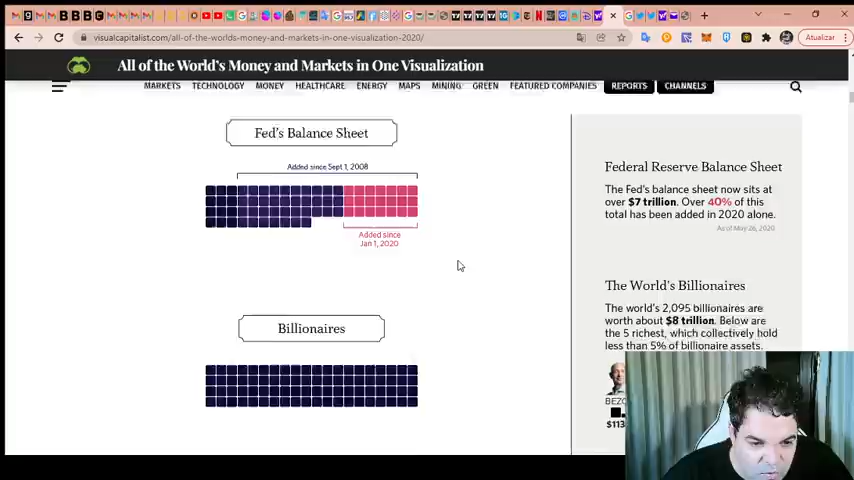 Atualizar
visualcapitalist.com/all-of-the-worlds-money-and-markets-in-one-visualization-2020/
All of the World's Money and Markets in One Visualization
MARKETS TECHNOLOGY MONEY HEALTHCARE ENERGY MAPS MINING GREEN FEATURED COMPANIES REPORTS CHANNELS
Fed's Balance Sheet
Added since Sept 1, 2008
Added since
Jan 1, 2020
Billionaires
Federal Reserve Balance Sheet
The Fed's balance sheet now sits at
over $7 trillion. Over 40% of this
total has been added in 2020 alone.
As of May 26, 2020
The World's Billionaires
The world's 2,095 billionaires are
worth about $8 trillion. Below are
the 5 richest, which collectively hold
less than 5% of billionaire assets.